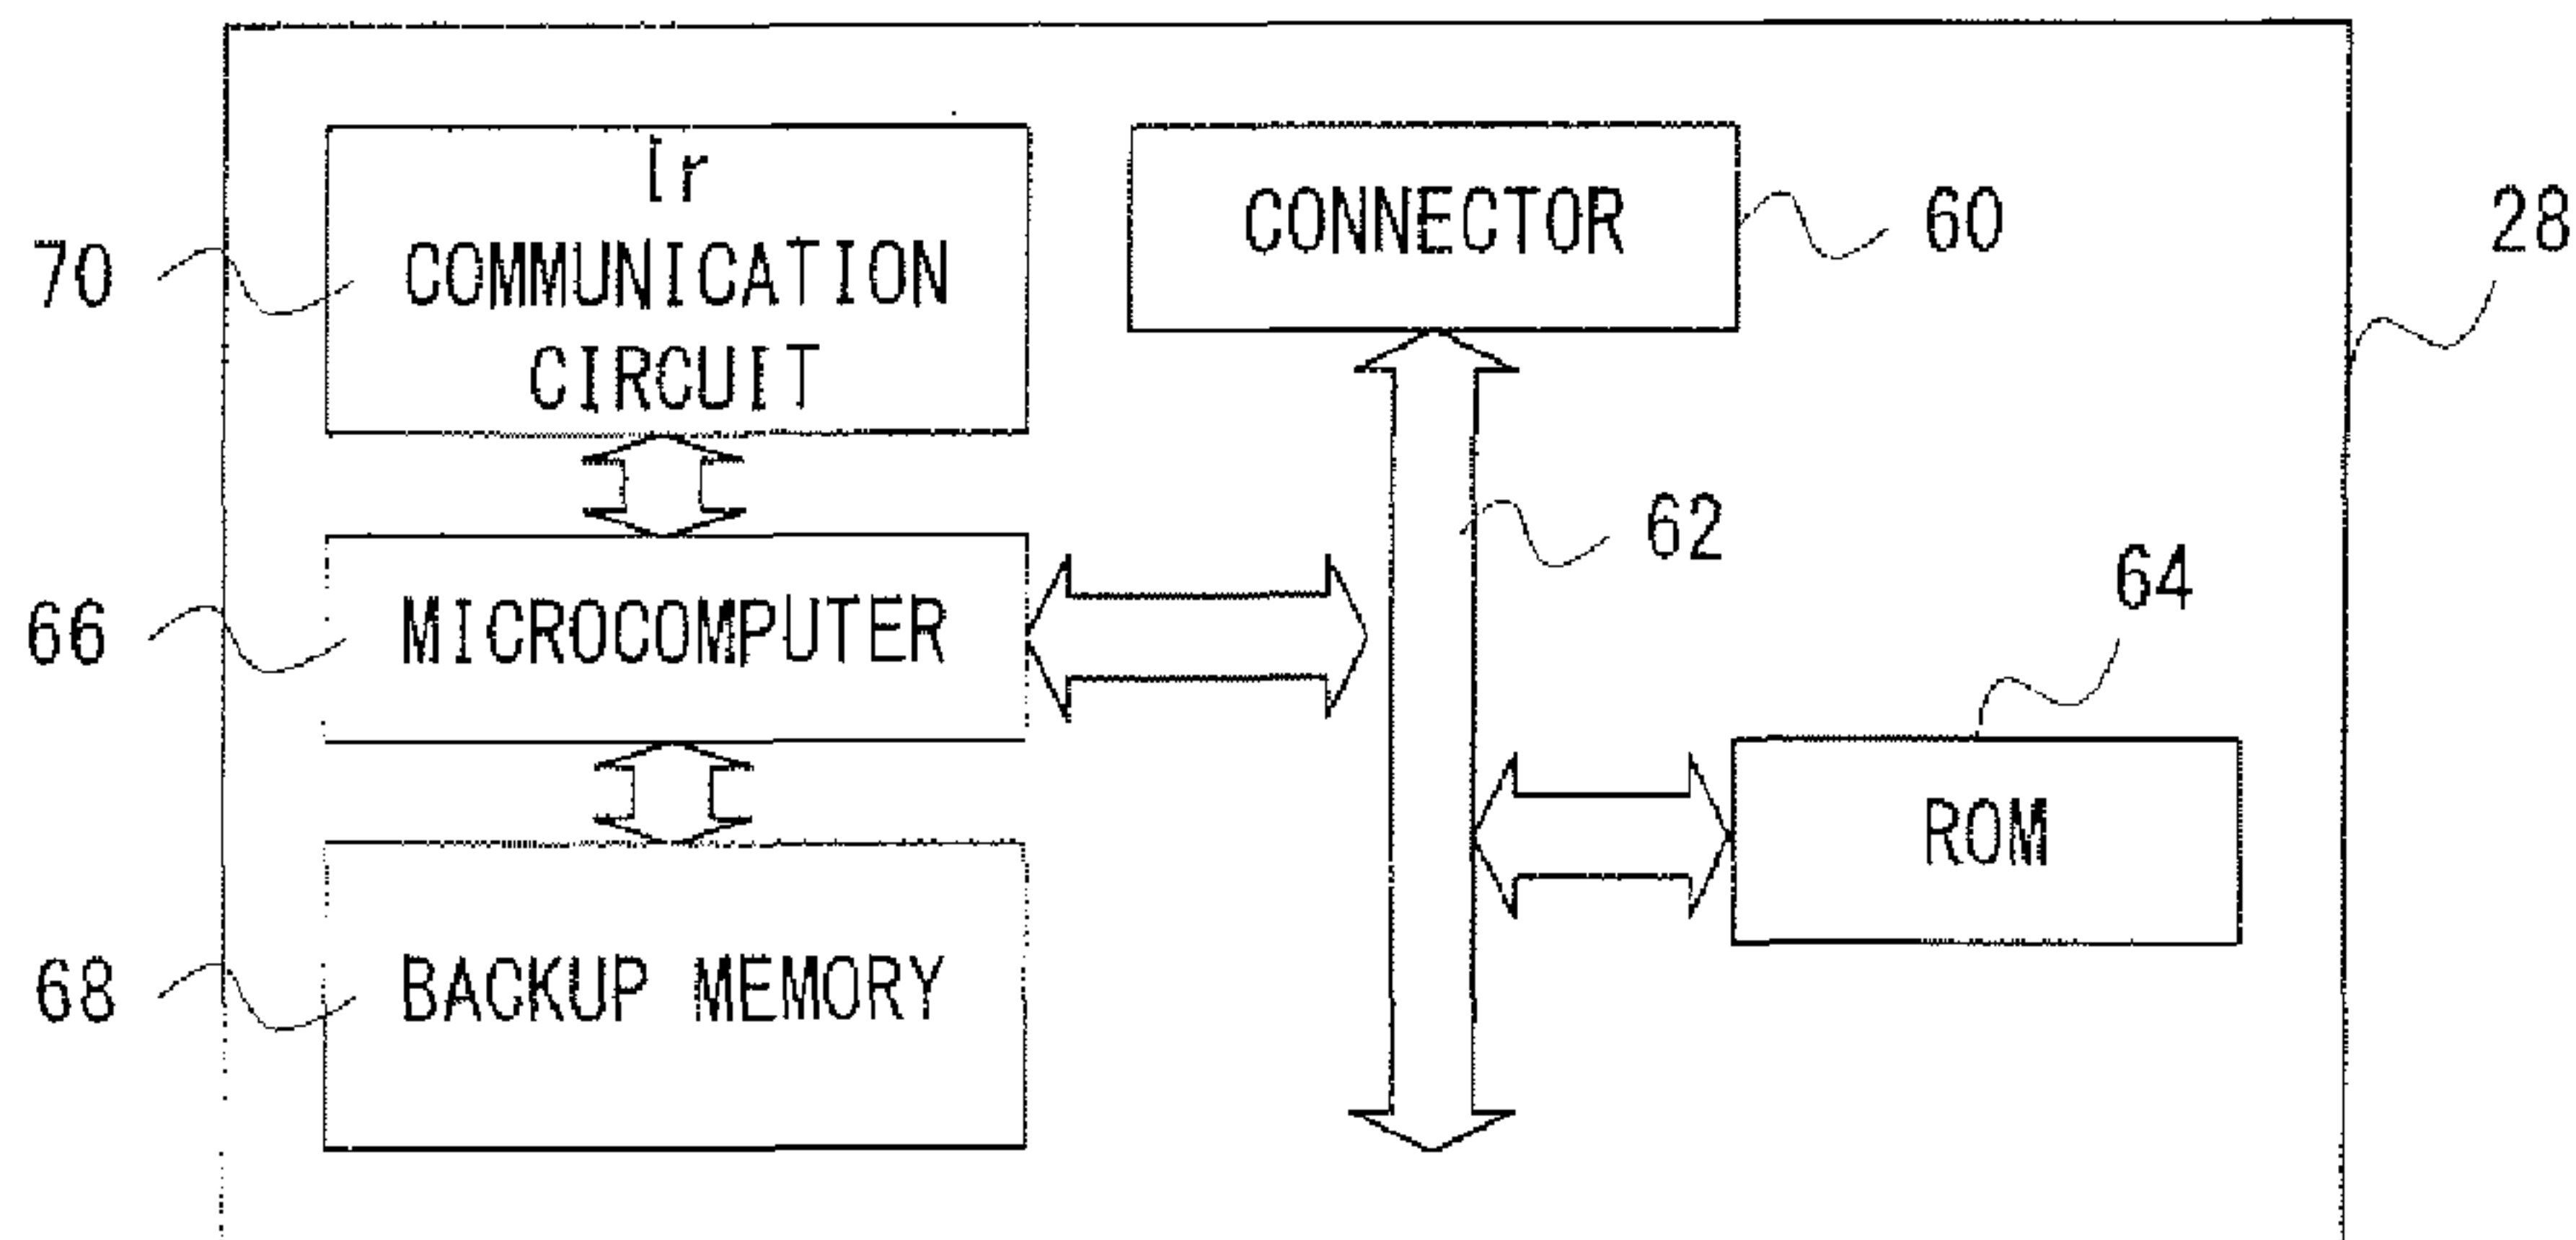 Ir
COMMUNICATION
CIRCUIT
70
CONNECTOR
60
28
62
64
66
MICROCOMPUTER
ROM
68
BACKUP MEMORY